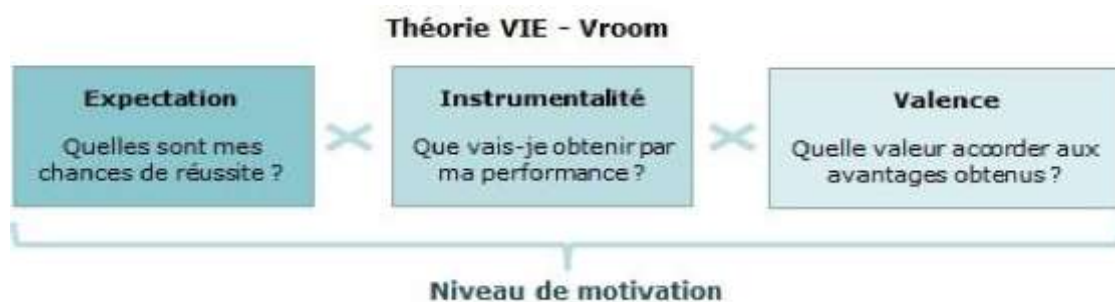 Théorie VIE - Vroom
Expectation
Quelles sont mes
chances de réussite ?
Instrumentalité
Que vais-je obtenir par
ma performance ?
Valence
Quelle valeur accorder aux
avantages obtenus ?
Niveau de motivation